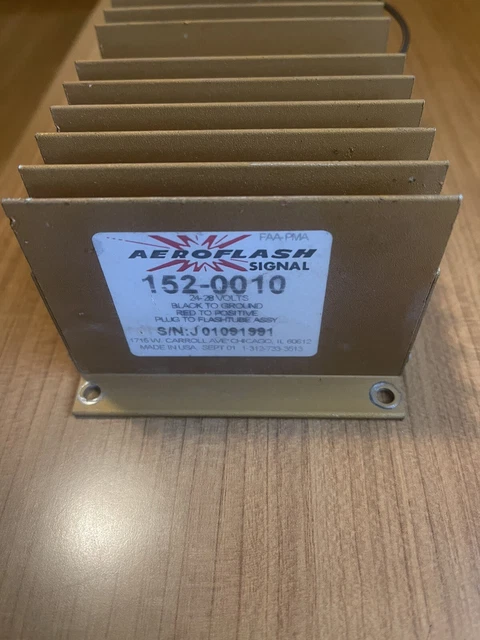 FAA-PMA
AEROFLASH
SIGNAL
152-0010
24-28 VOLTS
BLACK TO GROUND
RED TO POSITIVE
PLUG TO FLASHTUBE ASSY
S/N:J01091991
1715 W. CARROLL AVE CHICAGO, IL 60612
MADE IN USA, SEPT 01 1-312-733-3513